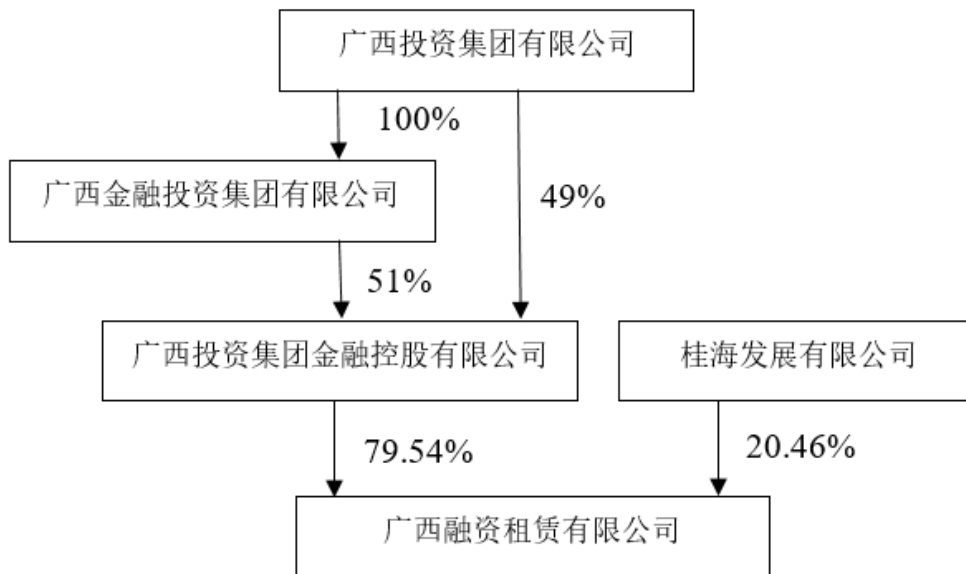 广西投资集团有限公司
100%
广西金融投资集团有限公司
49%
51%
广西投资集团金融控股有限公司
桂海发展有限公司
79.54%
20.46%
广西融资租赁有限公司